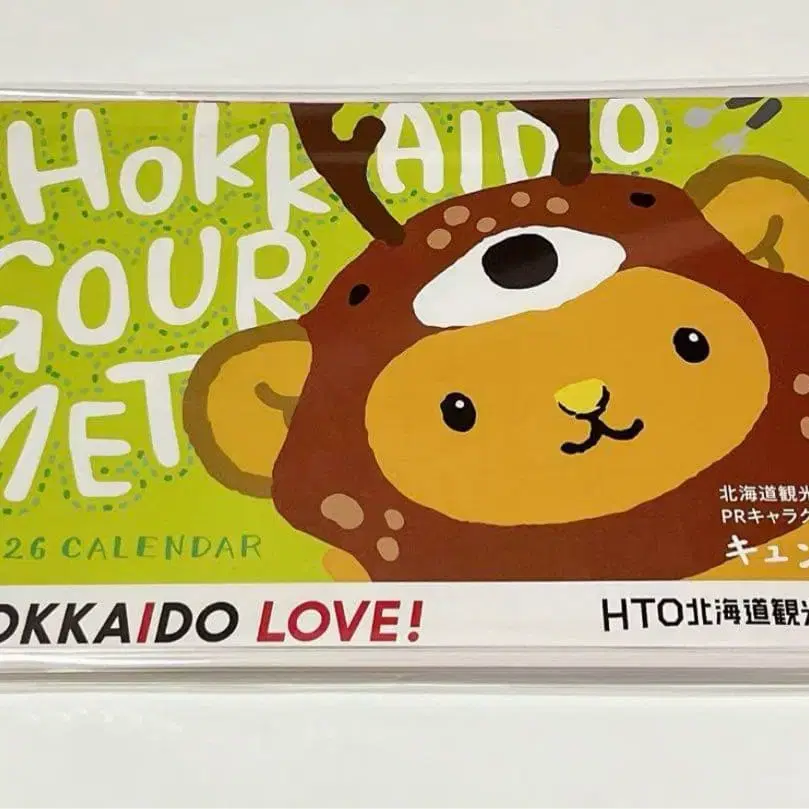 HOKKAIDO
GOUR
MET
26 CALENDAR
北海道観光
PRキャラク
キュン
HOKKAIDO LOVE!
HTO北海道観光